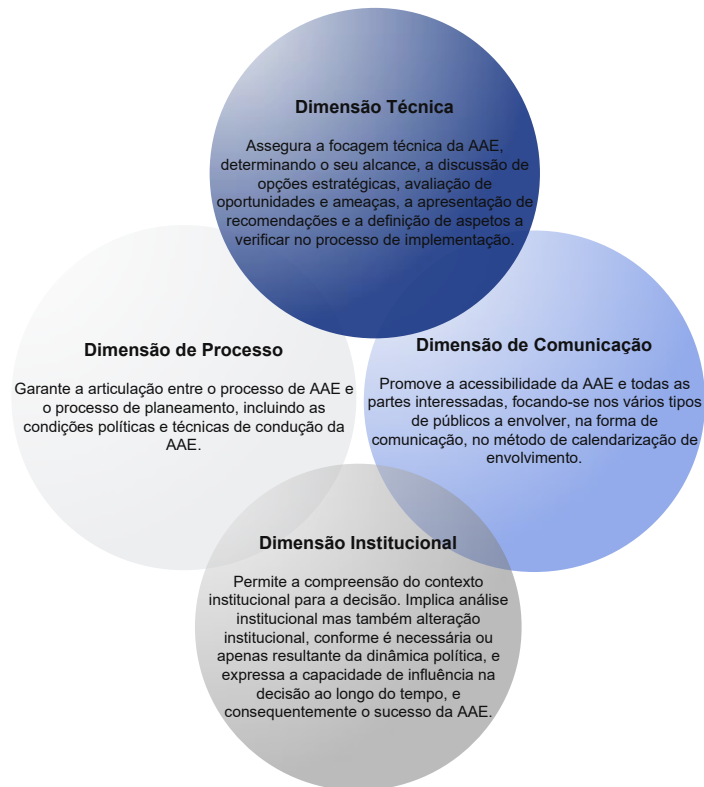 Dimensão Técnica
Assegura a focagem técnica da AAE,
determinando o seu alcance, a discussão de
opções estratégicas, avaliação de
oportunidades e ameaças, a apresentação de
recomendações e a definição de aspetos a
verificar no processo de implementação.
Dimensão de Processo
Garante a articulação entre o processo de AAE e
o processo de planeamento, incluindo as
condições políticas e técnicas de condução da
AAE.
Dimensão de Comunicação
Promove a acessibilidade da AAE e todas as
partes interessadas, focando-se nos vários tipos
de públicos a envolver, na forma de
comunicação, no método de calendarização de
envolvimento.
Dimensão Institucional
Permite a compreensão do contexto
institucional para a decisão. Implica análise
institucional mas também alteração
institucional, conforme é necessária ou
apenas resultante da dinâmica política, e
expressa a capacidade de influência na
decisão ao longo do tempo, e
consequentemente o sucesso da AAE.